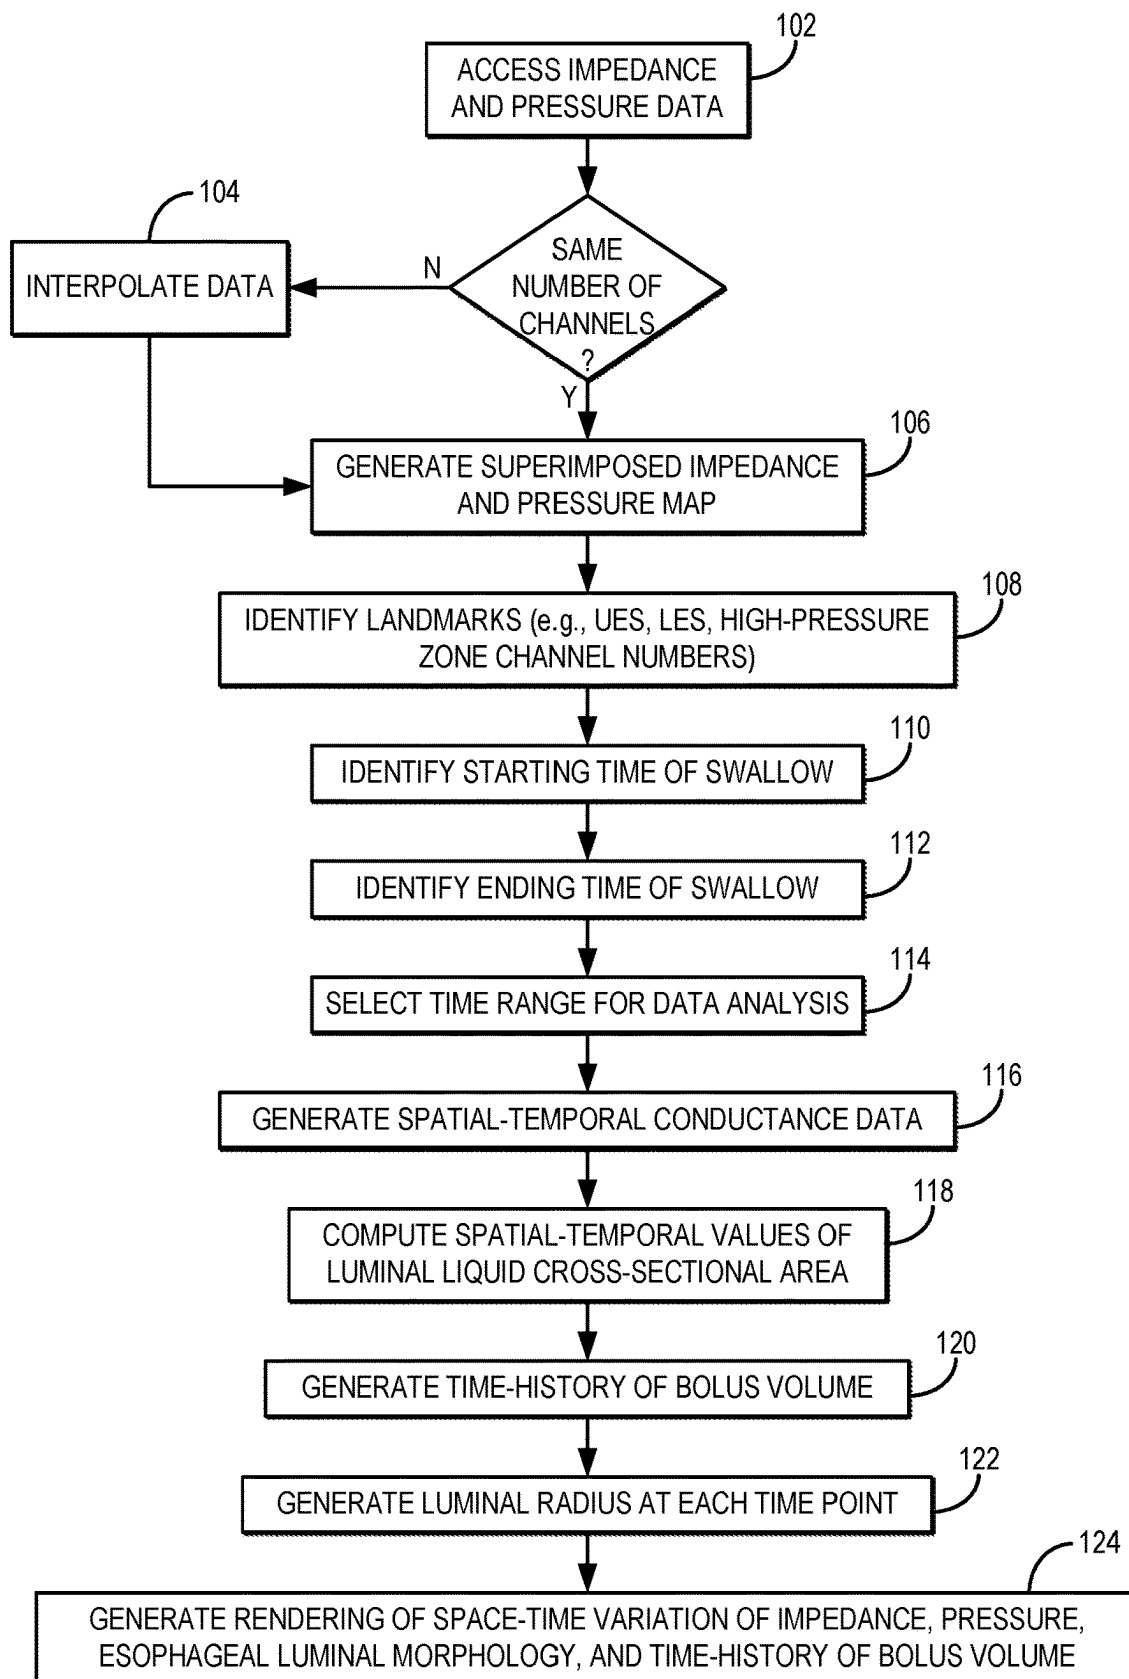 102
ACCESS IMPEDANCE
AND PRESSURE DATA
104
INTERPOLATE DATA
N
SAME
NUMBER OF
CHANNELS
?
Y
106
GENERATE SUPERIMPOSED IMPEDANCE
AND PRESSURE MAP
108
IDENTIFY LANDMARKS (e.g., UES, LES, HIGH-PRESSURE
ZONE CHANNEL NUMBERS)
110
IDENTIFY STARTING TIME OF SWALLOW
112
IDENTIFY ENDING TIME OF SWALLOW
114
SELECT TIME RANGE FOR DATA ANALYSIS
116
GENERATE SPATIAL-TEMPORAL CONDUCTANCE DATA
118
COMPUTE SPATIAL-TEMPORAL VALUES OF
LUMINAL LIQUID CROSS-SECTIONAL AREA
120
GENERATE TIME-HISTORY OF BOLUS VOLUME
122
GENERATE LUMINAL RADIUS AT EACH TIME POINT
124
GENERATE RENDERING OF SPACE-TIME VARIATION OF IMPEDANCE, PRESSURE,
ESOPHAGEAL LUMINAL MORPHOLOGY, AND TIME-HISTORY OF BOLUS VOLUME